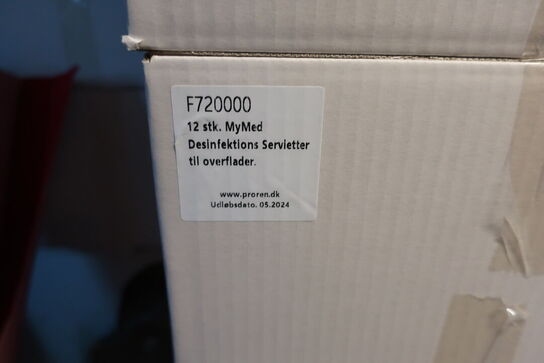 F720000
12 stk. MyMed
Desinfektions Servietter
til overflader.
www.proren.dk
Udløbsdato. 05.2024